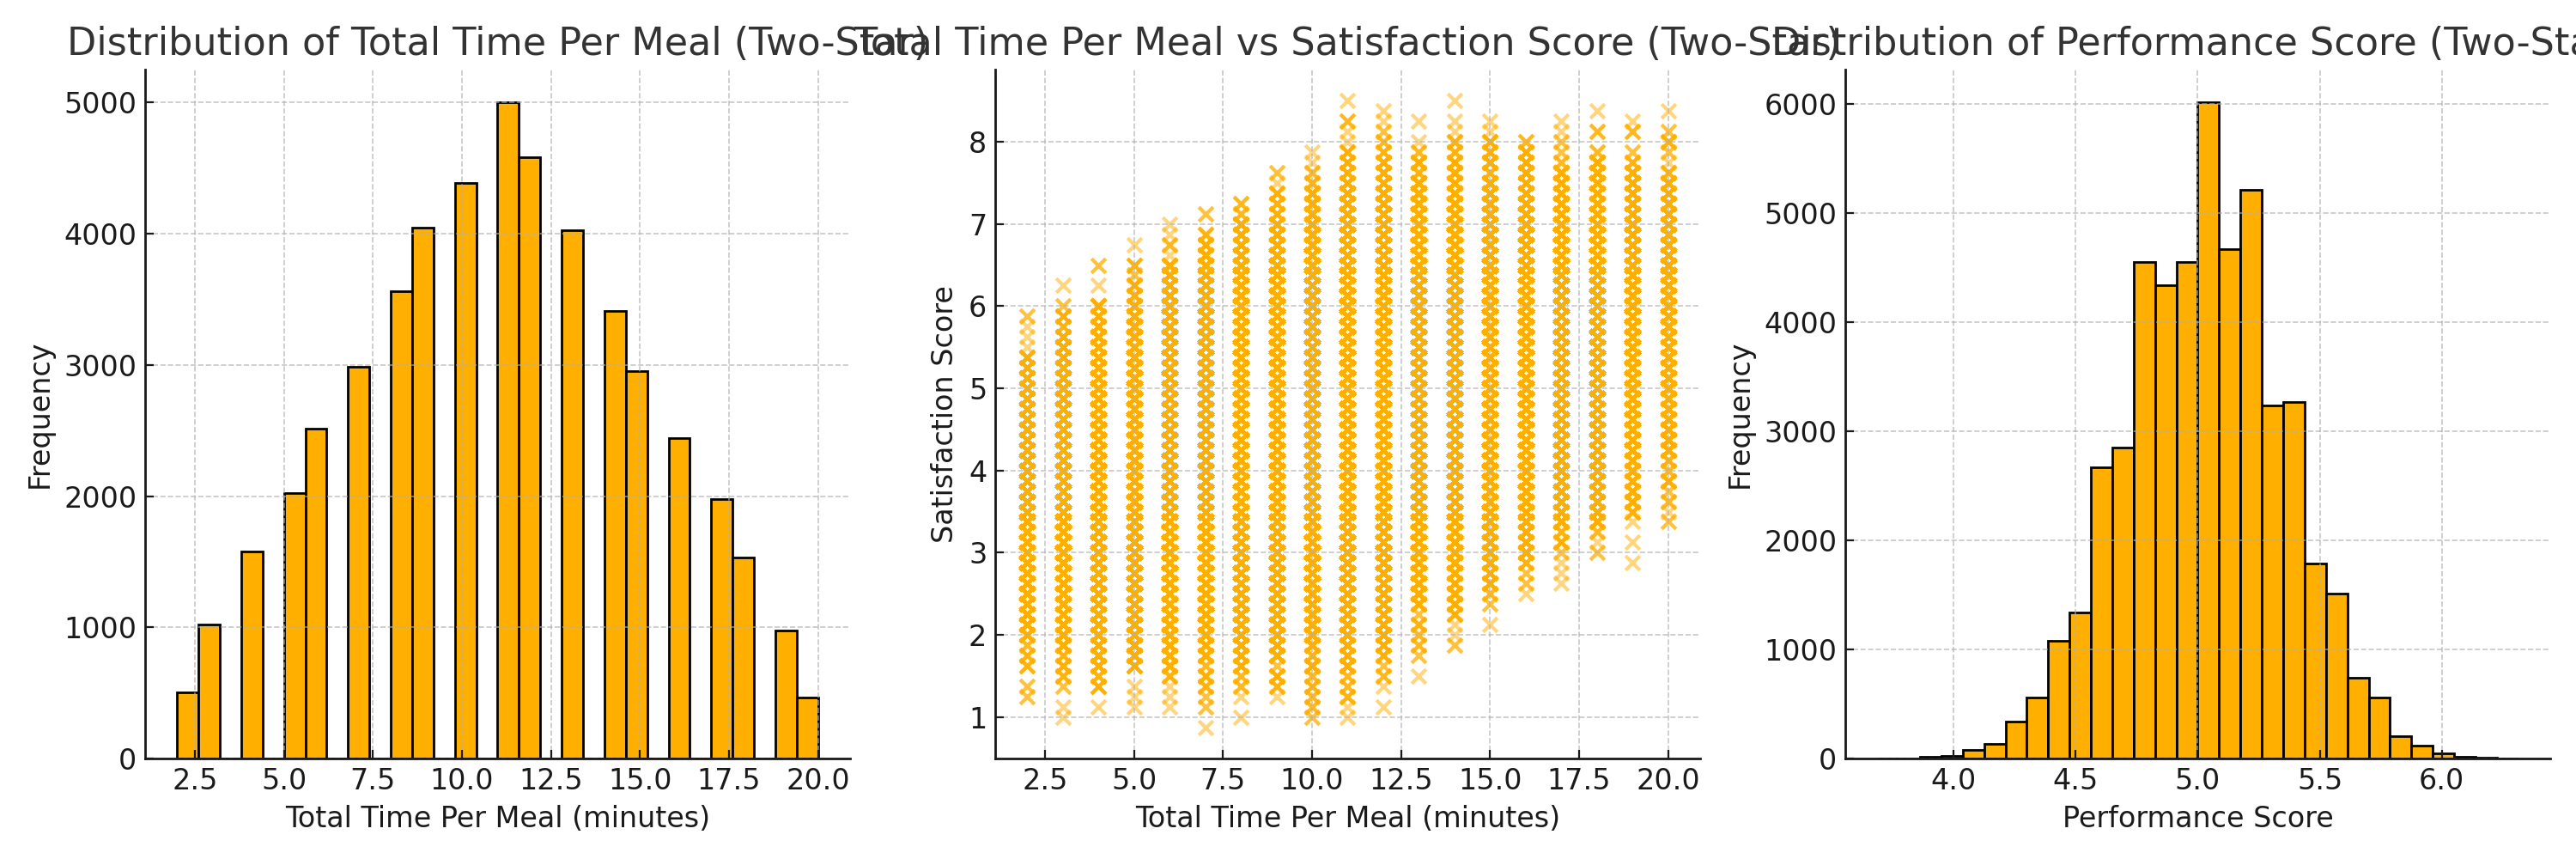 Distribution of Total Time Per Meal (Two-Star)
Total Time Per Meal vs Satisfaction Score (Two-Star)
Distribution of Performance Score (Two-Sta
Frequency
5000
4000
3000
2000
1000
0
2.5 5.0 7.5 10.0 12.5 15.0 17.5 20.0
Total Time Per Meal (minutes)
Satisfaction Score
8
7
6
5
4
3
2
1
2.5 5.0 7.5 10.0 12.5 15.0 17.5 20.0
Total Time Per Meal (minutes)
Frequency
6000
5000
4000
3000
2000
1000
0
4.0 4.5 5.0 5.5 6.0
Performance Score